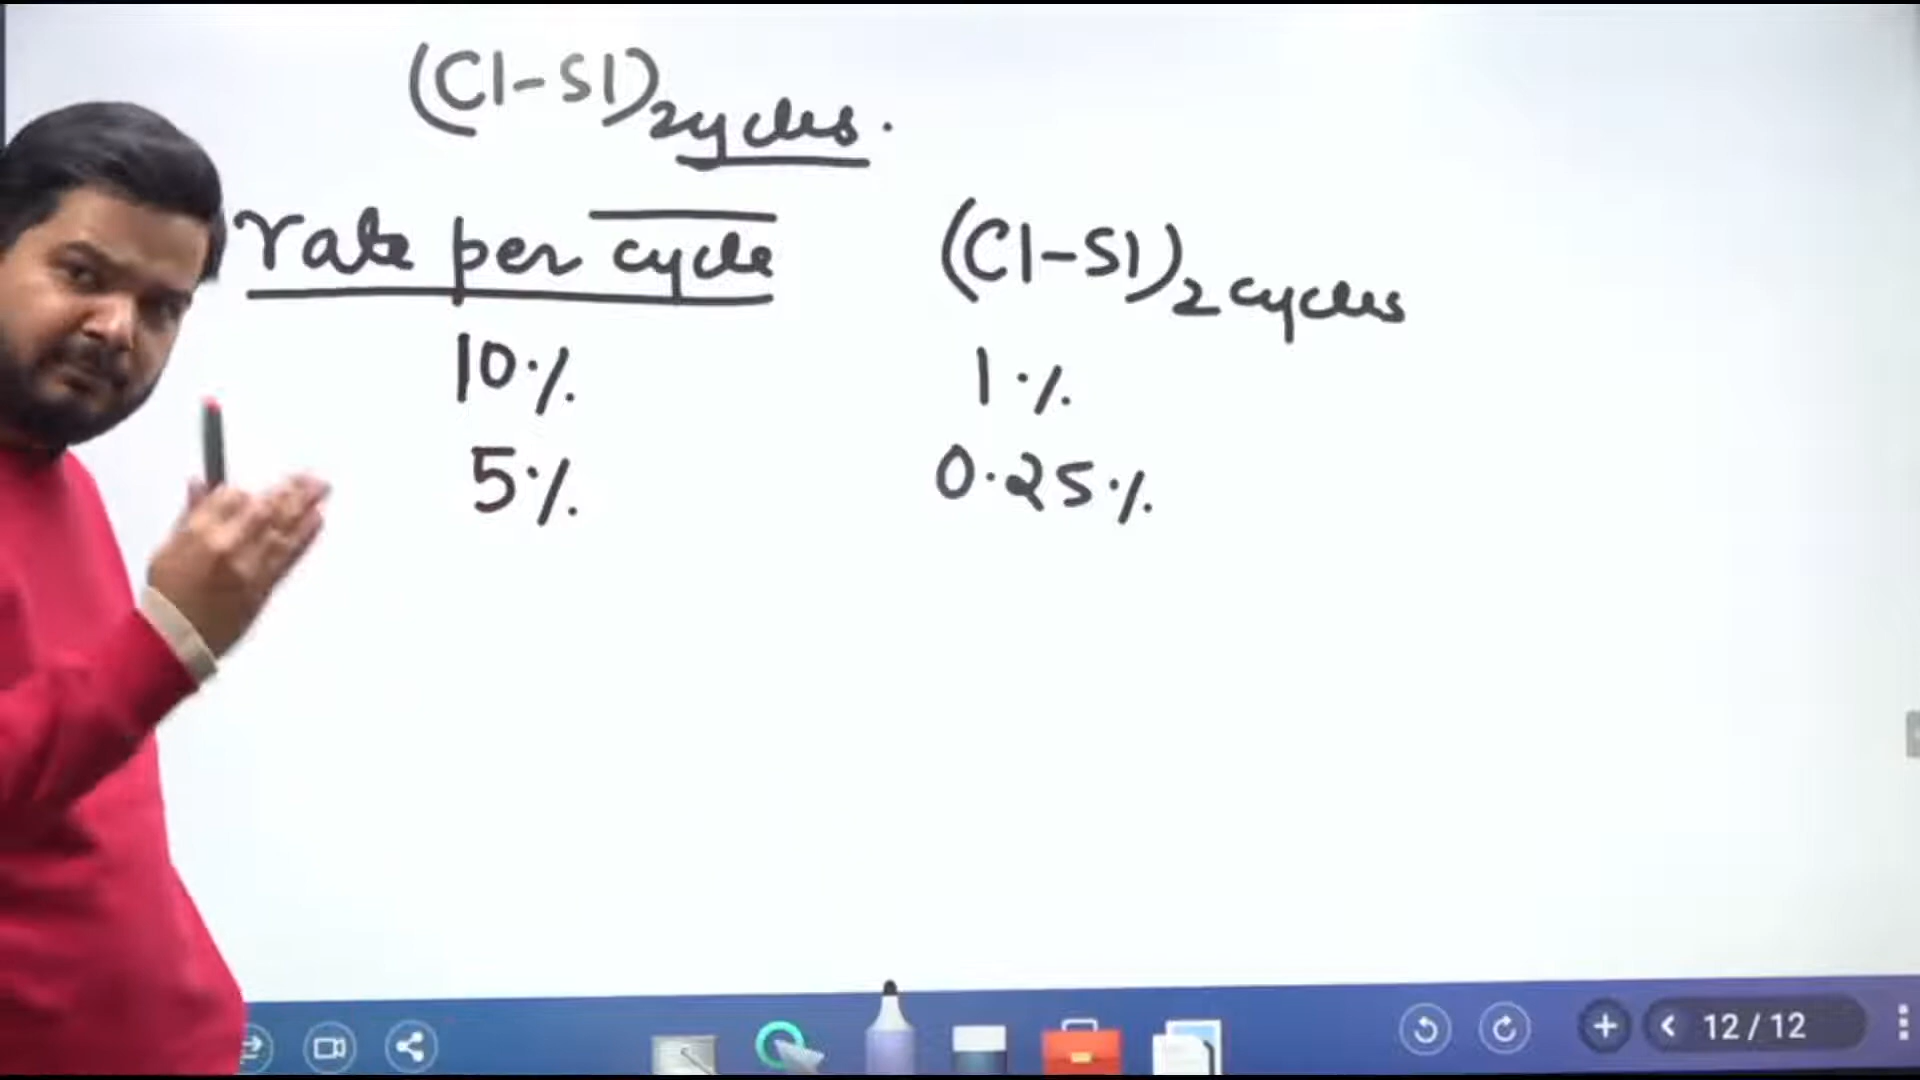 (CI-SI)2cycles.
rate per cycle (CI-SI)2 cycles
10% 1%
5% 0.25%
12/12